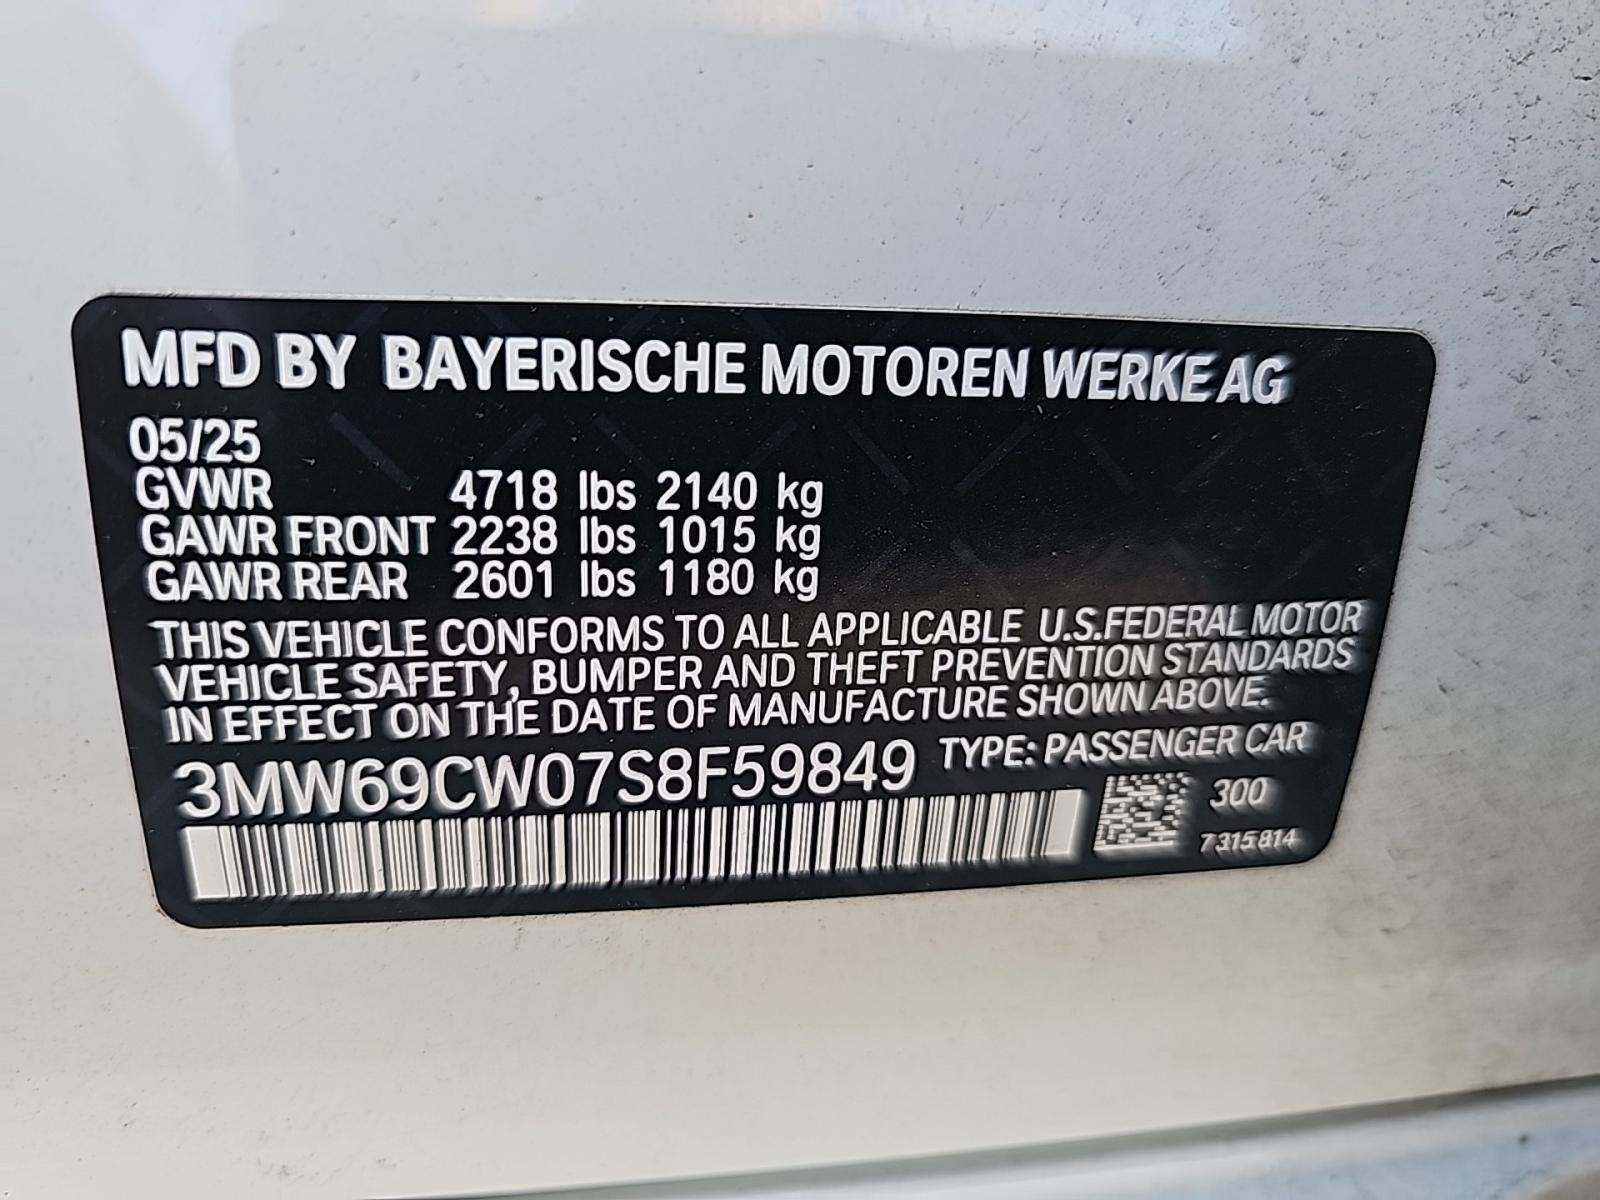 MFD BY BAYERISCHE MOTOREN WERKE AG
05/25
GVWR 4718 lbs 2140 kg
GAWR FRONT 2238 lbs 1015 kg
GAWR REAR 2601 lbs 1180 kg
THIS VEHICLE CONFORMS TO ALL APPLICABLE U.S.FEDERAL MOTOR
VEHICLE SAFETY, BUMPER AND THEFT PREVENTION STANDARDS
IN EFFECT ON THE DATE OF MANUFACTURE SHOWN ABOVE.
3MW69CW07S8F59849 TYPE: PASSENGER CAR
300
7315814